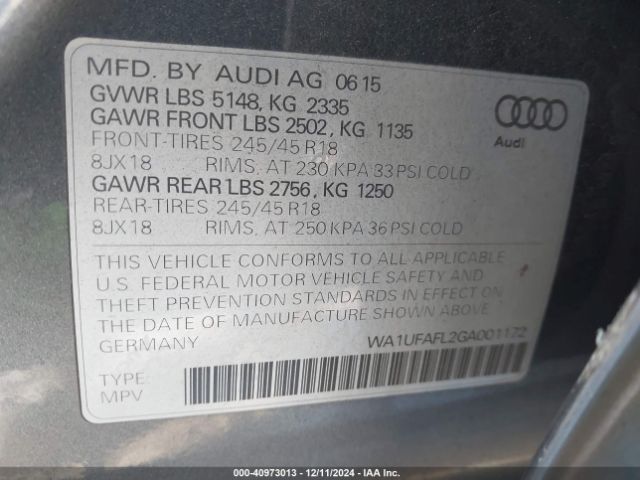 MFD. BY AUDI AG 0615
GVWR LBS 5148, KG 2335
GAWR FRONT LBS 2502, KG 1135
FRONT-TIRES 245/45 R18
8JX18 RIMS, AT 230 KPA 33 PSI COLD
GAWR REAR LBS 2756, KG 1250
REAR-TIRES 245/45 R18
8JX18 RIMS, AT 250 KPA 36 PSI COLD
Audi
THIS VEHICLE CONFORMS TO ALL APPLICABLE
U.S. FEDERAL MOTOR VEHICLE SAFETY AND
THEFT PREVENTION STANDARDS IN EFFECT ON
THE DATE OF MANUFACTURE SHOWN ABOVE.
GERMANY
WA1UFAFL2GA001172
TYPE:
MPV
000-40973013 - 12/11/2024 - IAA Inc.